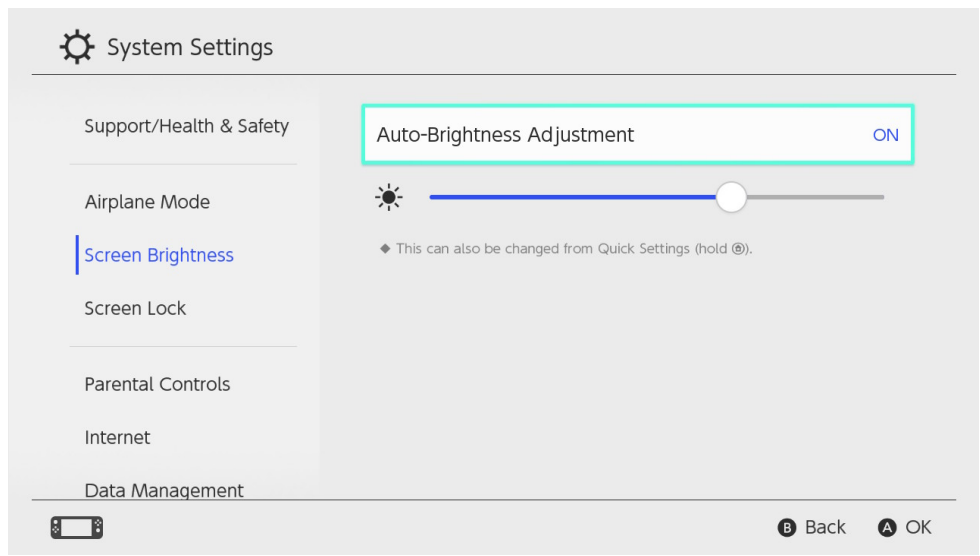 System Settings
Support/Health & Safety
Airplane Mode
Screen Brightness
Screen Lock
Parental Controls
Internet
Data Management
Auto-Brightness Adjustment ON
◆ This can also be changed from Quick Settings (hold ).
B Back A OK